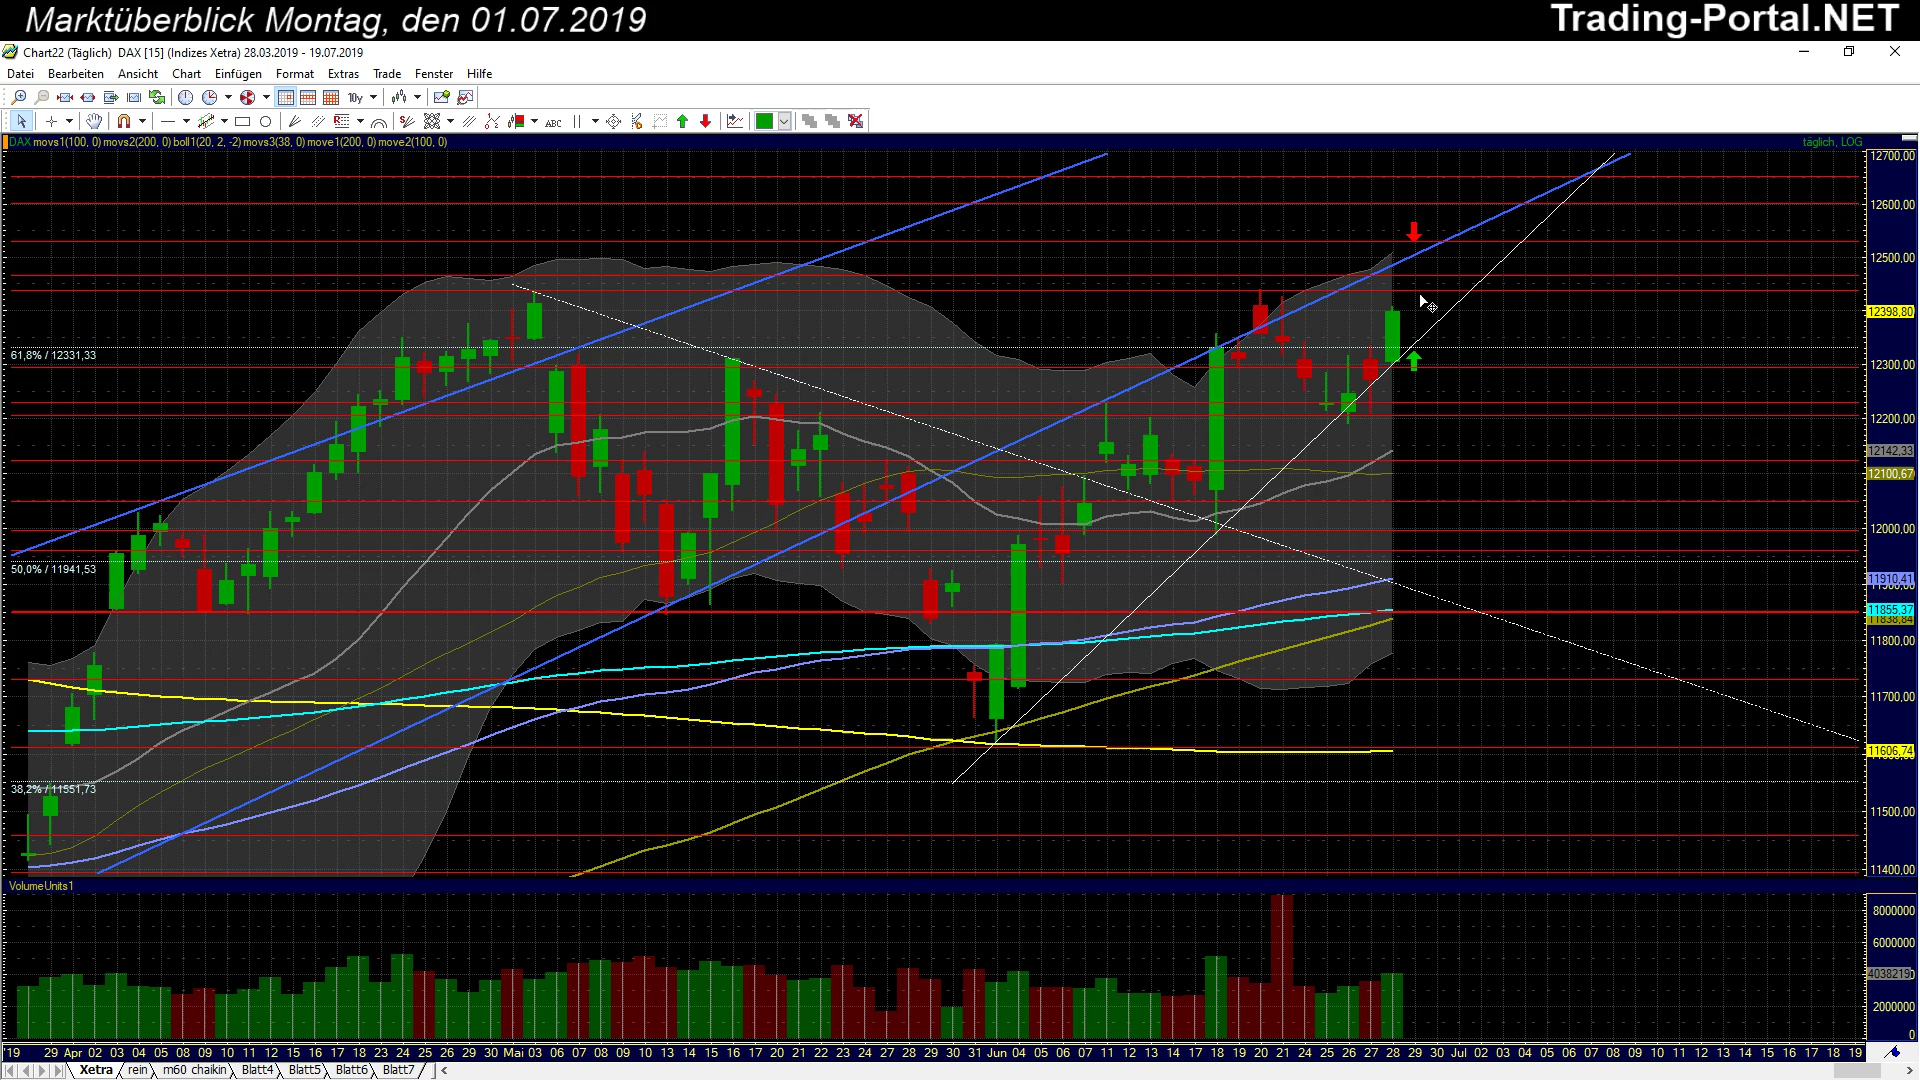 Marktüberblick Montag, den 01.07.2019
Trading-Portal.NET
Chart22 (Täglich) DAX [15] (Indizes Xetra) 28.03.2019 - 19.07.2019
Datei Bearbeiten Ansicht Chart Einfügen Format Extras Trade Fenster Hilfe
10y
ABC
DAX movs1(100, 0) movs2(200, 0) boll1(20, 2, -2) movs3(38, 0) move1(200, 0) move2(100, 0)
täglich, LOG
12700,00
12600,00
12500,00
12398,80
61,8% / 12331,33
12300,00
12200,00
12142,33
12100,67
12000,00
50,0% / 11941,53
11910,41
11855,37
11838,84
11800,00
11700,00
11606,74
38,2% / 11551,73
11500,00
11400,00
VolumeUnits1
8000000
6000000
4038219
2000000
0
'19 29 Apr 02 03 04 05 08 09 10 11 12 15 16 17 18 23 24 25 26 29 30 Mai 03 06 07 08 09 10 13 14 15 16 17 20 21 22 23 24 27 28 29 30 31 Jun 04 05 06 07 11 12 13 14 17 18 19 20 21 24 25 26 27 28 29 30 Jul 02 03 04 05 06 07 08 09 10 11 12 13 14 15 16 17 18 19
Xetra rein m60 chaikin Blatt4 Blatt5 Blatt6 Blatt7